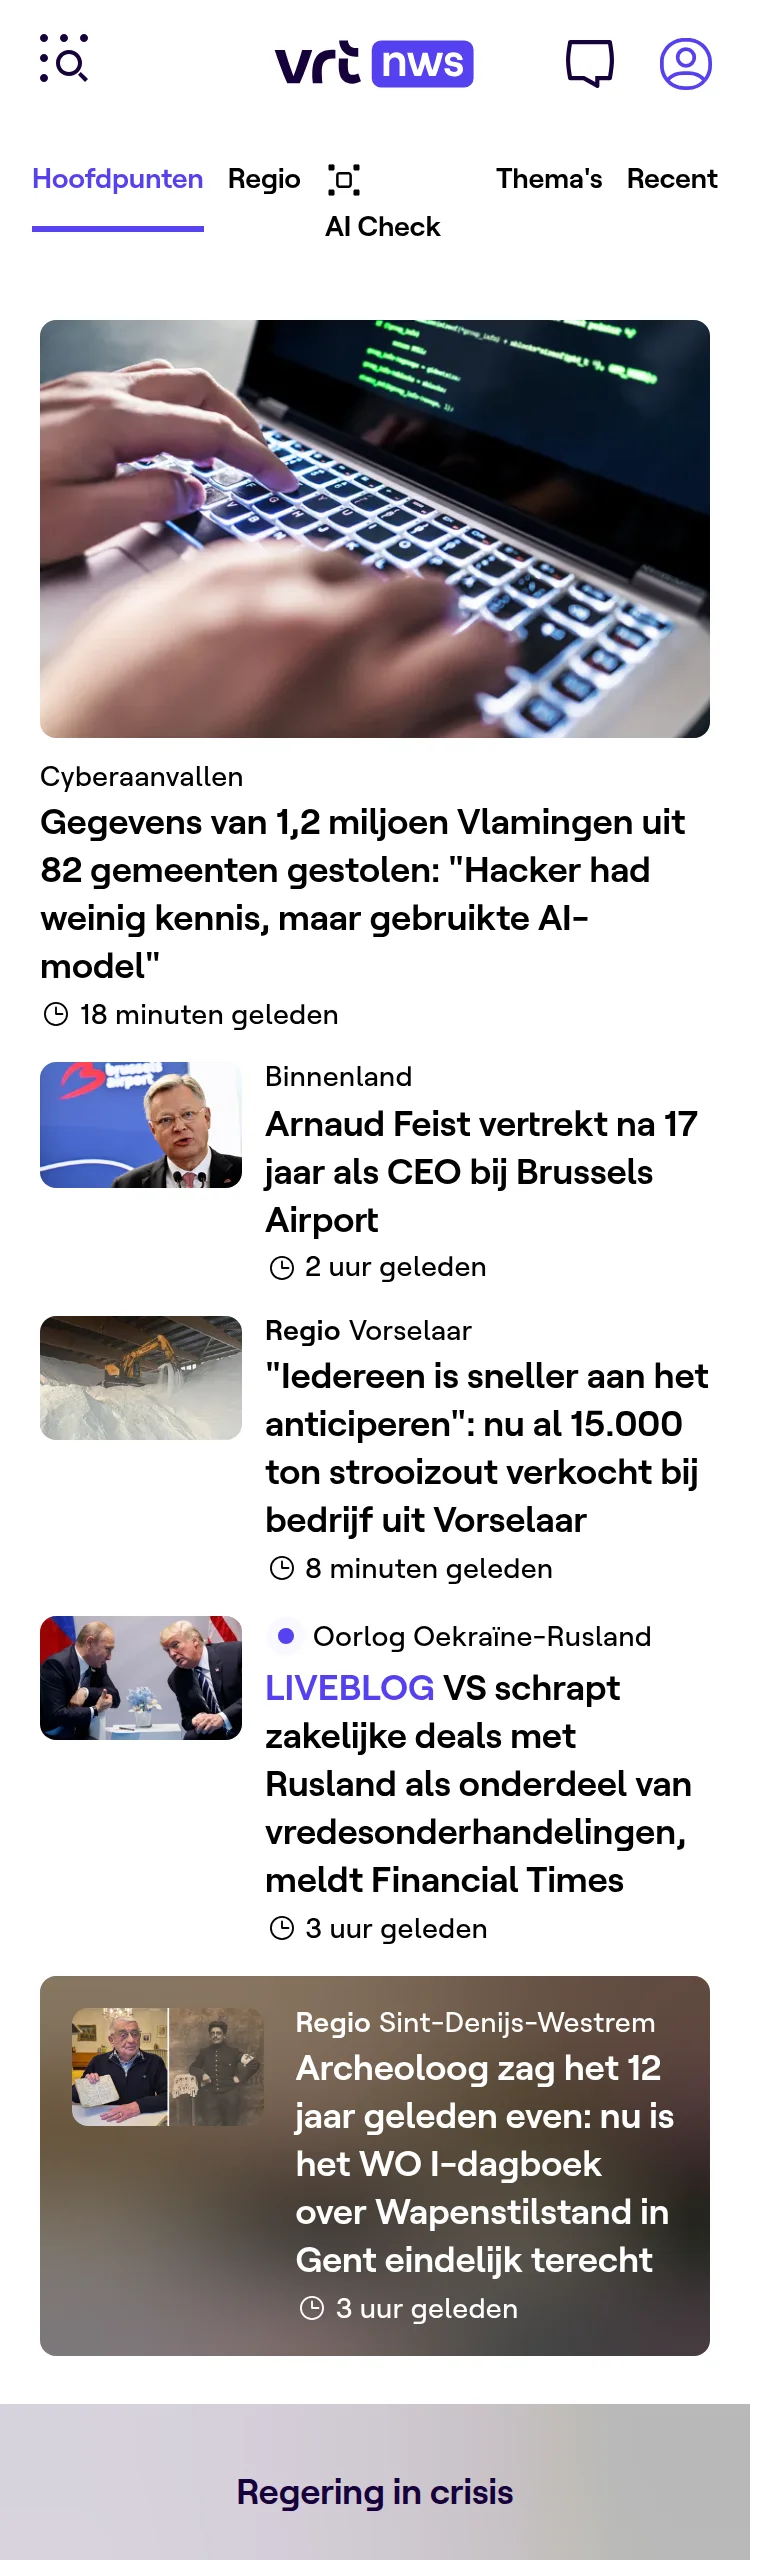 vrt nws
Hoofdpunten Regio AI Check Thema's Recent
Cyberaanvallen
Gegevens van 1,2 miljoen Vlamingen uit
82 gemeenten gestolen: "Hacker had
weinig kennis, maar gebruikte AI-
model"
18 minuten geleden
brussels
airport
Binnenland
Arnaud Feist vertrekt na 17
jaar als CEO bij Brussels
Airport
2 uur geleden
Regio Vorselaar
"Iedereen is sneller aan het
anticiperen": nu al 15.000
ton strooizout verkocht bij
bedrijf uit Vorselaar
8 minuten geleden
Oorlog Oekraïne-Rusland
LIVEBLOG VS schrapt
zakelijke deals met
Rusland als onderdeel van
vredesonderhandelingen,
meldt Financial Times
3 uur geleden
Regio Sint-Denijs-Westrem
Archeoloog zag het 12
jaar geleden even: nu is
het WO I-dagboek
over Wapenstilstand in
Gent eindelijk terecht
3 uur geleden
Regering in crisis